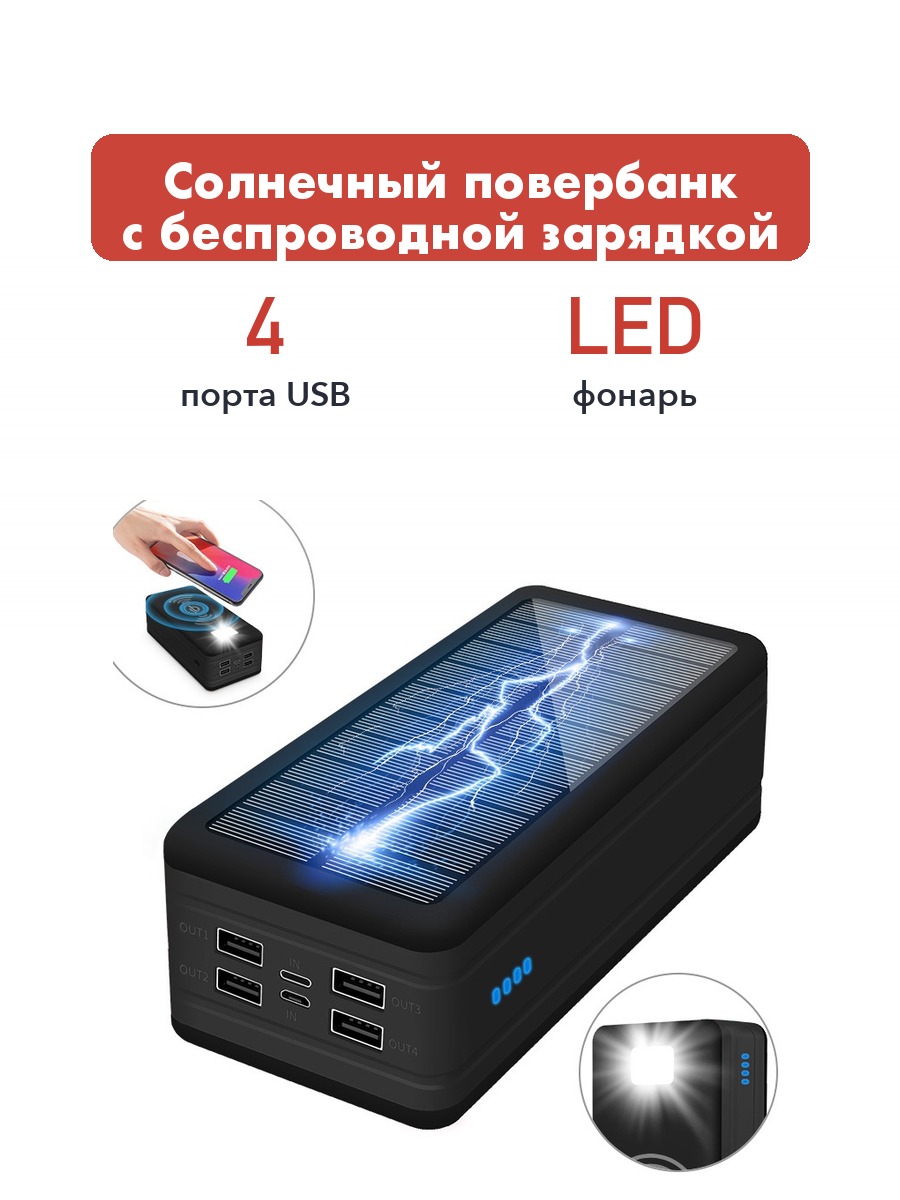 Солнечный повербанк
с беспроводной зарядкой
4
порта USB
LED
фонарь
OUT1
OUT2
IN
IN
OUT3
OUT4